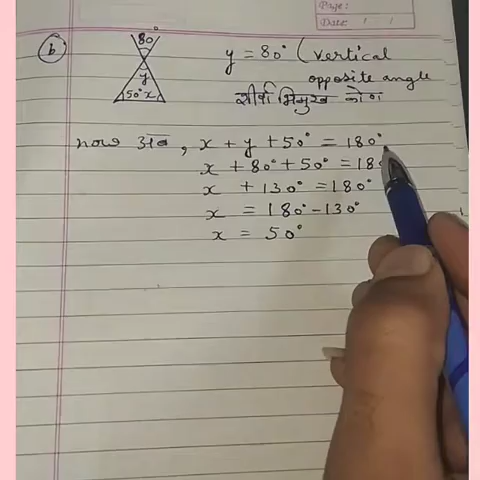 Page:
Date: / /
(b) 80° y = 80° (vertical
y opposite angle
50° x शीर्षाभिमुख कोण
now अब, x + y + 50° = 180°
x + 80° + 50° = 180
x + 130° = 180°
x = 180° - 130°
x = 50°